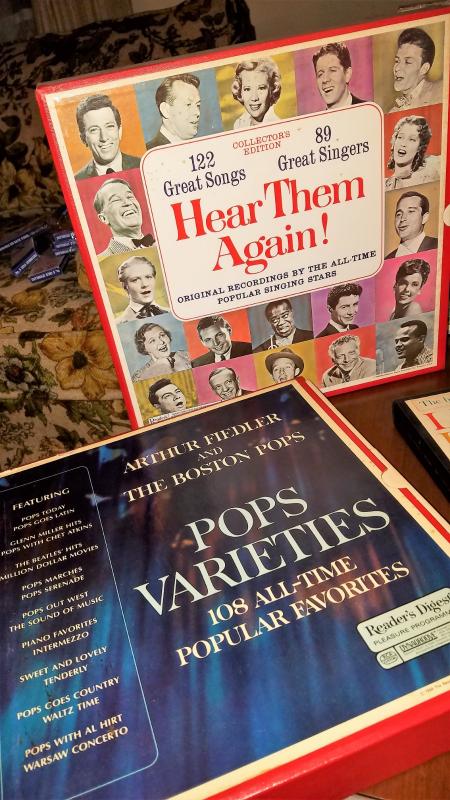 COLLECTOR'S
EDITION
122
Great Songs
89
Great Singers
Hear Them
Again!
ORIGINAL RECORDINGS BY THE ALL-TIME
POPULAR SINGING STARS
ARTHUR FIEDLER
AND
THE BOSTON POPS
POPS
VARIETIES
108 ALL-TIME
POPULAR FAVORITES
FEATURING
POPS TODAY
POPS GOES LATIN
GLENN MILLER HITS
POPS WITH CHET ATKINS
THE BEATLES' HITS
MILLION DOLLAR MOVIES
POPS MARCHES
POPS SERENADE
POPS OUT WEST
THE SOUND OF MUSIC
PIANO FAVORITES
INTERMEZZO
SWEET AND LOVELY
TENDERLY
POPS GOES COUNTRY
WALTZ TIME
POPS WITH AL HIRT
WARSAW CONCERTO
Reader's Digest
PLEASURE PROGRAMM